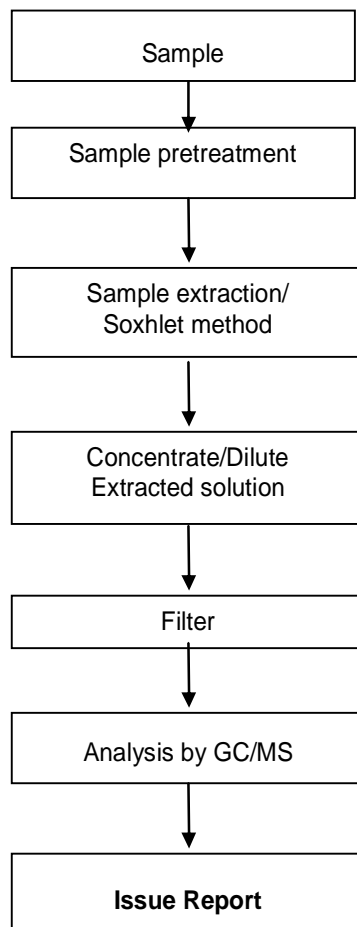 Sample
Sample pretreatment
Sample extraction/
Soxhlet method
Concentrate/Dilute
Extracted solution
Filter
Analysis by GC/MS
Issue Report